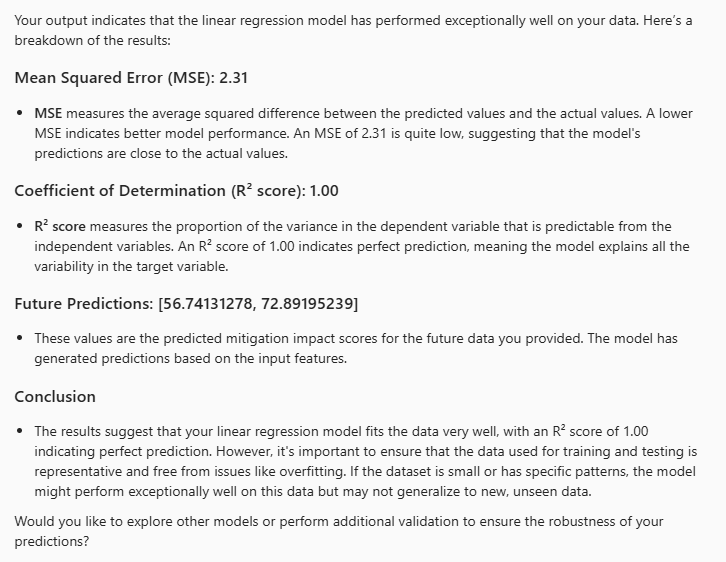 Your output indicates that the linear regression model has performed exceptionally well on your data. Here's a
breakdown of the results:
Mean Squared Error (MSE): 2.31
• MSE measures the average squared difference between the predicted values and the actual values. A lower
MSE indicates better model performance. An MSE of 2.31 is quite low, suggesting that the model's
predictions are close to the actual values.
Coefficient of Determination (R² score): 1.00
• R² score measures the proportion of the variance in the dependent variable that is predictable from the
independent variables. An R² score of 1.00 indicates perfect prediction, meaning the model explains all the
variability in the target variable.
Future Predictions: [56.74131278, 72.89195239]
• These values are the predicted mitigation impact scores for the future data you provided. The model has
generated predictions based on the input features.
Conclusion
• The results suggest that your linear regression model fits the data very well, with an R² score of 1.00
indicating perfect prediction. However, it's important to ensure that the data used for training and testing is
representative and free from issues like overfitting. If the dataset is small or has specific patterns, the model
might perform exceptionally well on this data but may not generalize to new, unseen data.
Would you like to explore other models or perform additional validation to ensure the robustness of your
predictions?